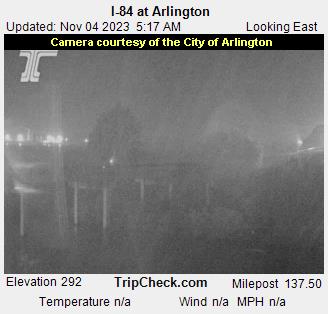 I-84 at Arlington
Updated: Nov 04 2023 5:17 AM Looking East
Camera courtesy of the City of Arlington
Elevation 292 TripCheck.com Milepost 137.50
Temperature n/a Wind n/a MPH n/a